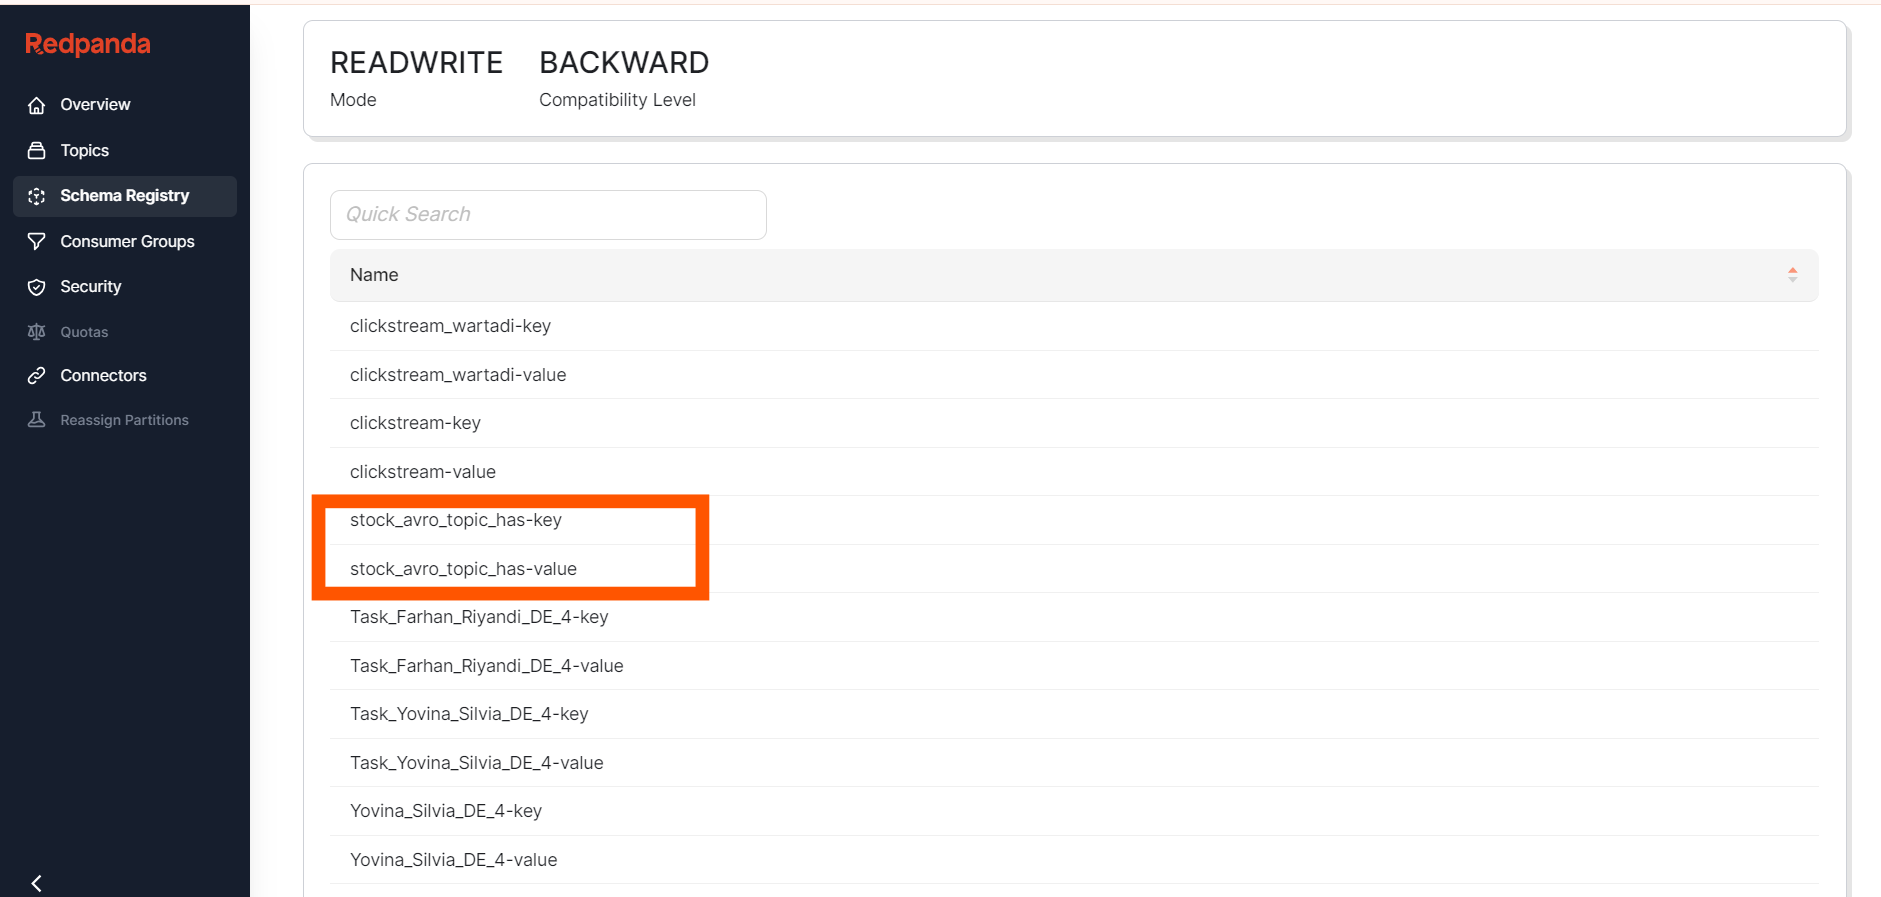 Redpanda
Overview
Topics
Schema Registry
Consumer Groups
Security
Quotas
Connectors
Reassign Partitions
READWRITE BACKWARD
Mode Compatibility Level
Quick Search
Name
clickstream_wartadi-key
clickstream_wartadi-value
clickstream-key
clickstream-value
stock_avro_topic_has-key
stock_avro_topic_has-value
Task_Farhan_Riyandi_DE_4-key
Task_Farhan_Riyandi_DE_4-value
Task_Yovina_Silvia_DE_4-key
Task_Yovina_Silvia_DE_4-value
Yovina_Silvia_DE_4-key
Yovina_Silvia_DE_4-value